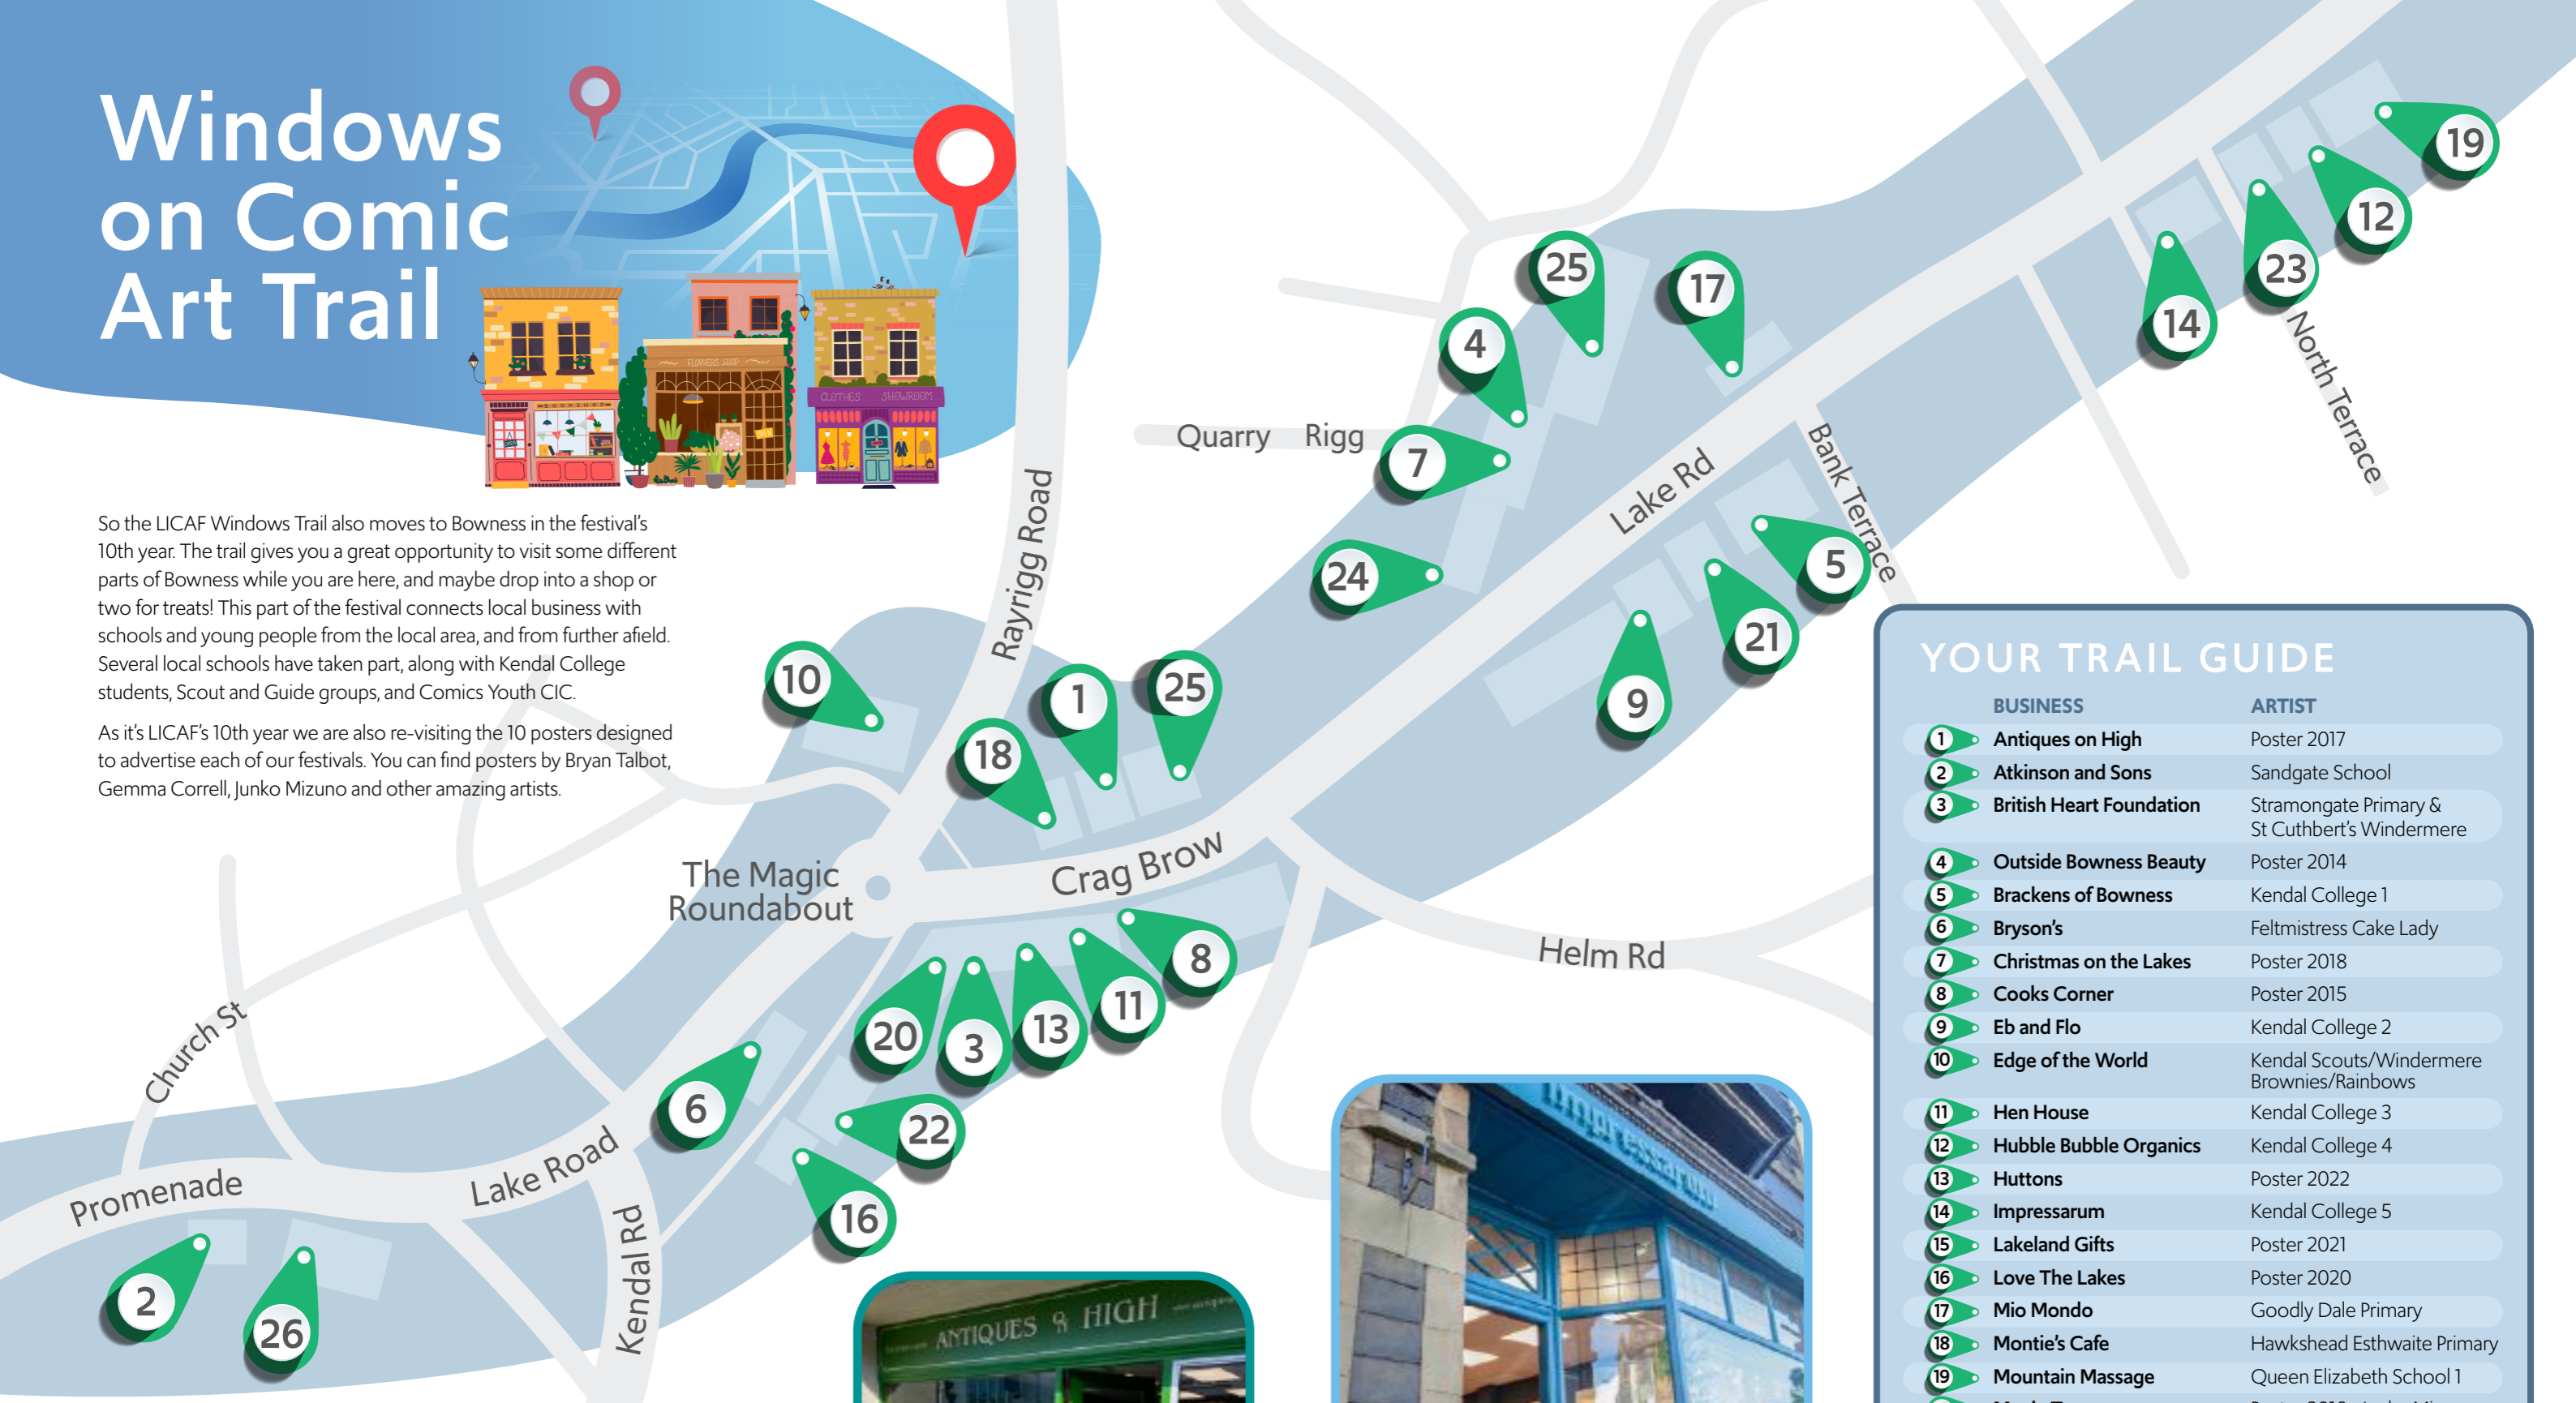 Windows
on Comic
Art Trail
FLOWERS SHOP
BOOKSHOP
CLOTHES SHOWROOM
OPEN
So the LICAF Windows Trail also moves to Bowness in the festival’s
10th year. The trail gives you a great opportunity to visit some different
parts of Bowness while you are here, and maybe drop into a shop or
two for treats! This part of the festival connects local business with
schools and young people from the local area, and from further afield.
Several local schools have taken part, along with Kendal College
students, Scout and Guide groups, and Comics Youth CIC.
As it’s LICAF’s 10th year we are also re-visiting the 10 posters designed
to advertise each of our festivals. You can find posters by Bryan Talbot,
Gemma Correll, Junko Mizuno and other amazing artists.
19
12
23
14
North Terrace
25
17
4
Quarry Rigg
7
Lake Rd
Bank Terrace
24
5
21
9
Rayrigg Road
10
1
25
18
The Magic
Roundabout
Crag Brow
Helm Rd
8
11
13
3
20
Church St
6
22
16
Lake Road
Promenade
Kendal Rd
2
26
ANTIQUES on HIGH
Impressarum
YOUR TRAIL GUIDE
BUSINESS ARTIST
1 Antiques on High Poster 2017
2 Atkinson and Sons Sandgate School
3 British Heart Foundation Stramongate Primary &
St Cuthbert’s Windermere
4 Outside Bowness Beauty Poster 2014
5 Brackens of Bowness Kendal College 1
6 Bryson’s Feltmistress Cake Lady
7 Christmas on the Lakes Poster 2018
8 Cooks Corner Poster 2015
9 Eb and Flo Kendal College 2
10 Edge of the World Kendal Scouts/Windermere
Brownies/Rainbows
11 Hen House Kendal College 3
12 Hubble Bubble Organics Kendal College 4
13 Huttons Poster 2022
14 Impressarum Kendal College 5
15 Lakeland Gifts Poster 2021
16 Love The Lakes Poster 2020
17 Mio Mondo Goodly Dale Primary
18 Montie’s Cafe Hawkshead Esthwaite Primary
19 Mountain Massage Queen Elizabeth School 1